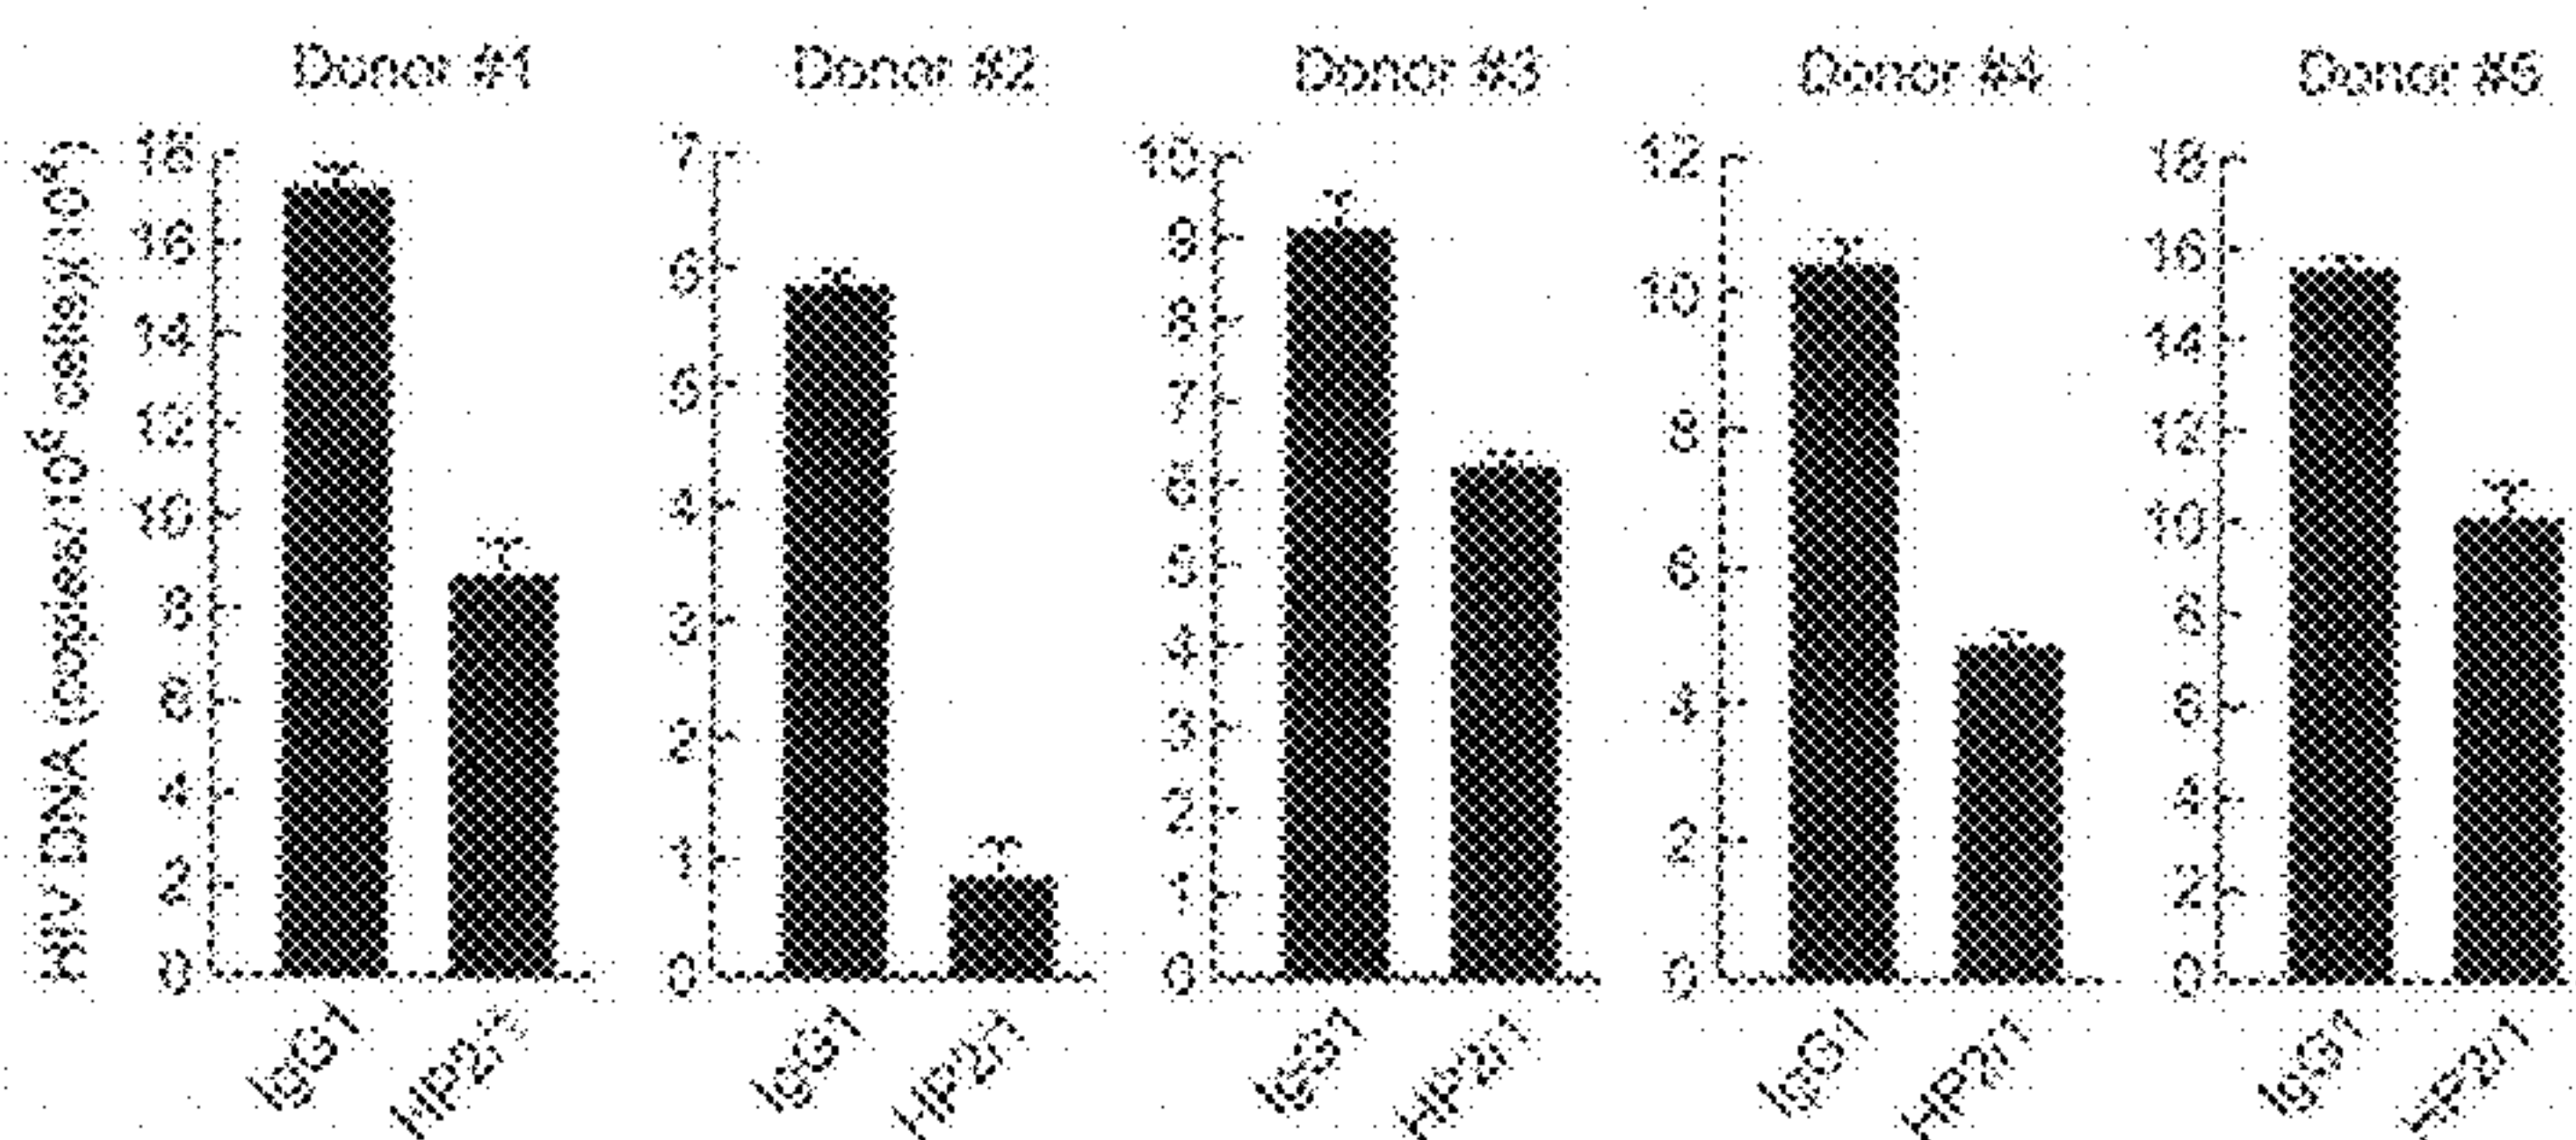 Donor #1 Donor #2 Donor #3 Donor #4 Donor #5
HIV DNA (copies/10⁶ cells X 10⁴)
18 16 14 12 10 8 6 4 2 0
7 6 5 4 3 2 1 0
10 9 8 7 6 5 4 3 2 1 0
12 10 8 6 4 2 0
18 16 14 12 10 8 6 4 2 0
IgG1 HP2/1 IgG1 HP2/1 IgG1 HP2/1 IgG1 HP2/1 IgG1 HP2/1